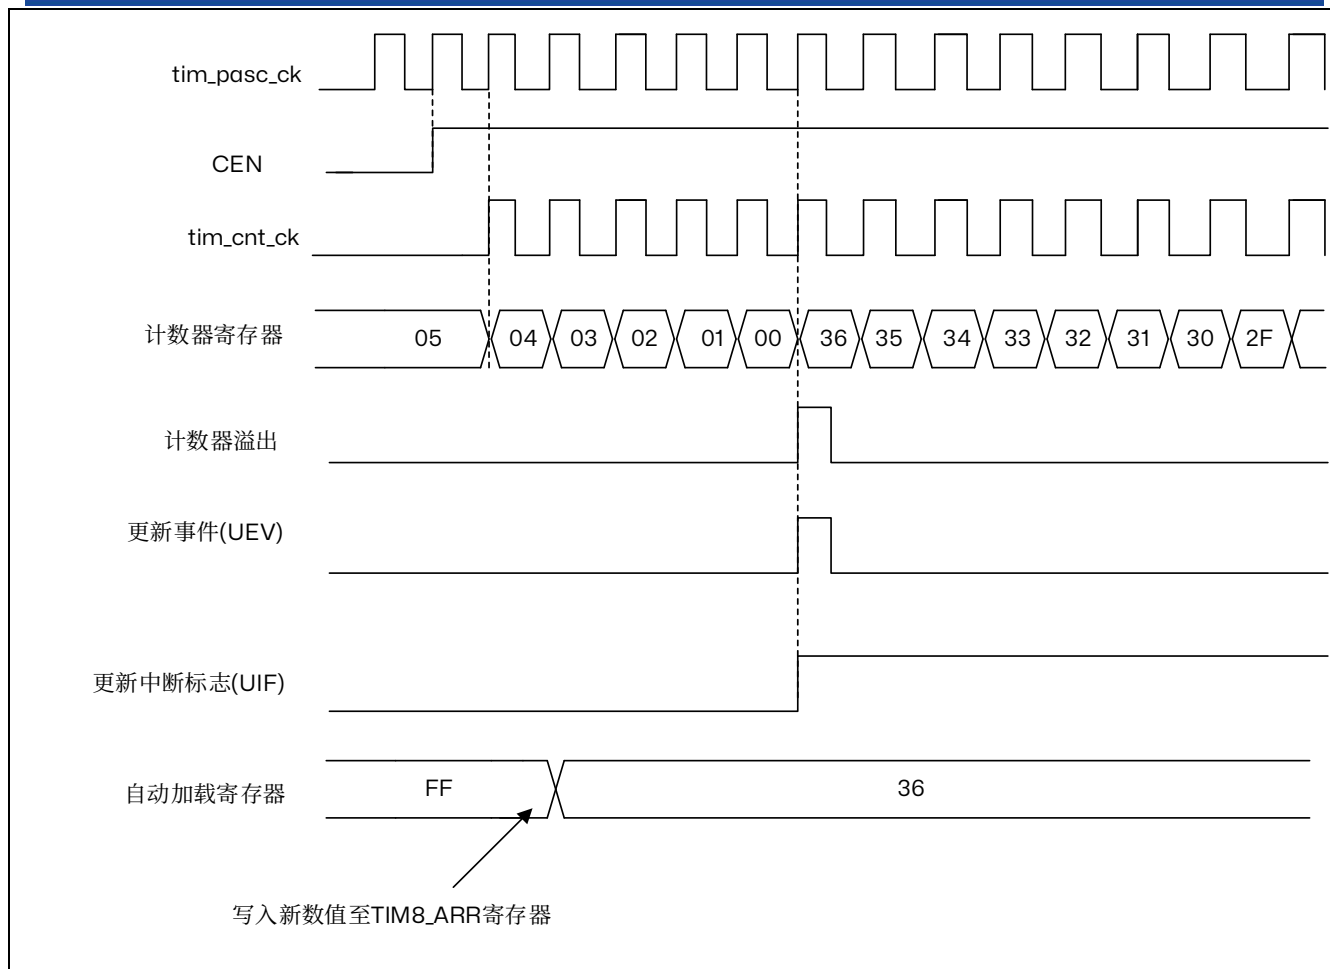 tim_pasc_ck
CEN
tim_cnt_ck
计数器寄存器 05 04 03 02 01 00 36 35 34 33 32 31 30 2F
计数器溢出
更新事件(UEV)
更新中断标志(UIF)
自动加载寄存器 FF 36
写入新数值至TIM8_ARR寄存器